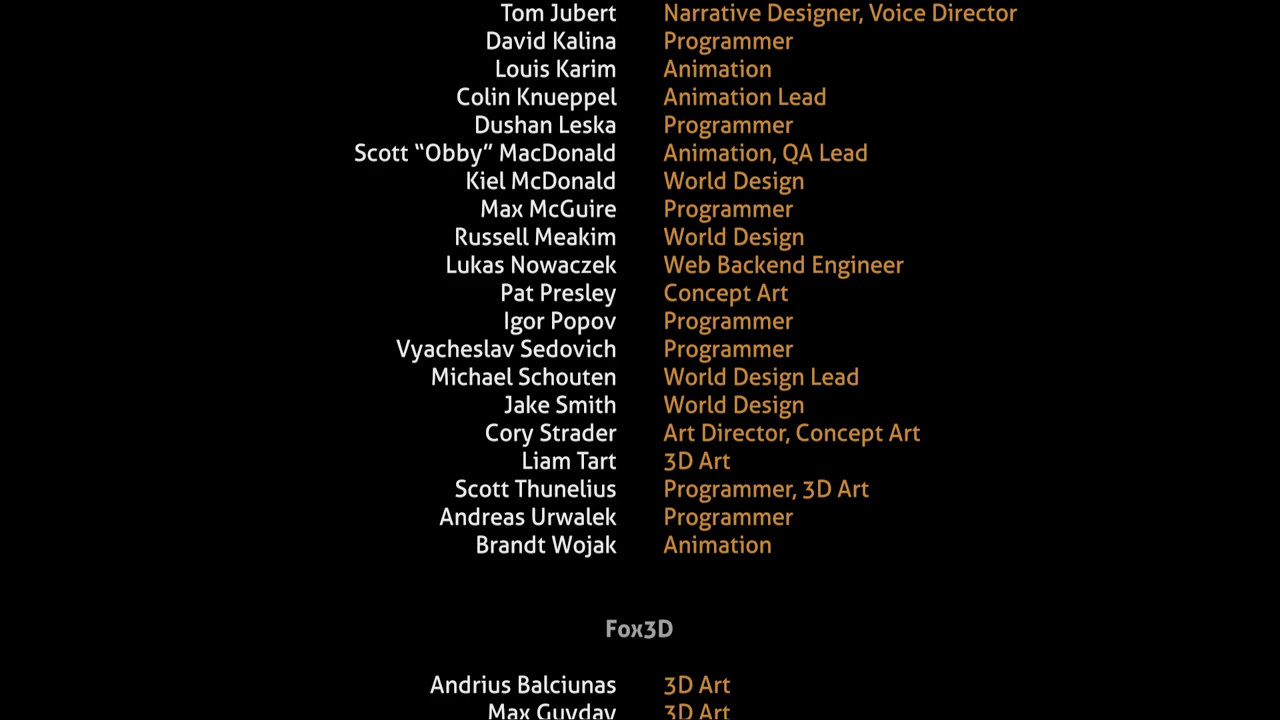 Tom Jubert Narrative Designer, Voice Director
David Kalina Programmer
Louis Karim Animation
Colin Knueppel Animation Lead
Dushan Leska Programmer
Scott “Obby” MacDonald Animation, QA Lead
Kiel McDonald World Design
Max McGuire Programmer
Russell Meakim World Design
Lukas Nowaczek Web Backend Engineer
Pat Presley Concept Art
Igor Popov Programmer
Vyacheslav Sedovich Programmer
Michael Schouten World Design Lead
Jake Smith World Design
Cory Strader Art Director, Concept Art
Liam Tart 3D Art
Scott Thunelius Programmer, 3D Art
Andreas Urwalek Programmer
Brandt Wojak Animation
Fox3D
Andrius Balciunas 3D Art
Max 3D Art